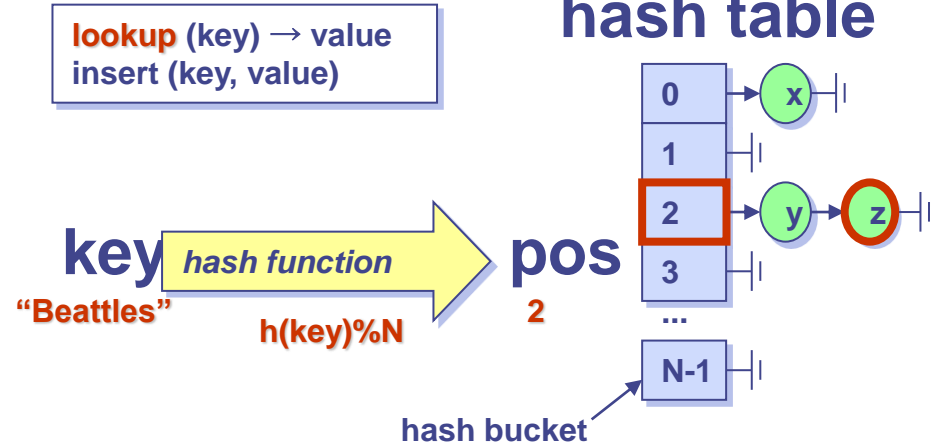 hash table
lookup (key) → value
insert (key, value)
0
x
1
2
y
z
3
...
N-1
key
hash function
pos
“Beattles”
h(key)%N
2
hash bucket